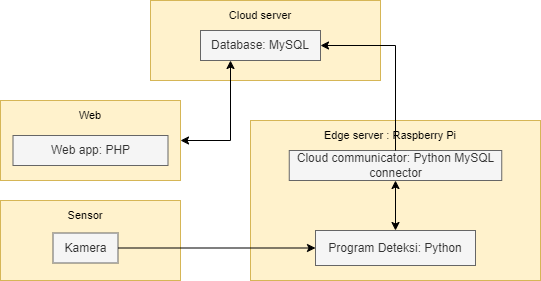 Cloud server
Database: MySQL
Web
Web app: PHP
Edge server : Raspberry Pi
Cloud communicator: Python MySQL
connector
Sensor
Kamera
Program Deteksi: Python